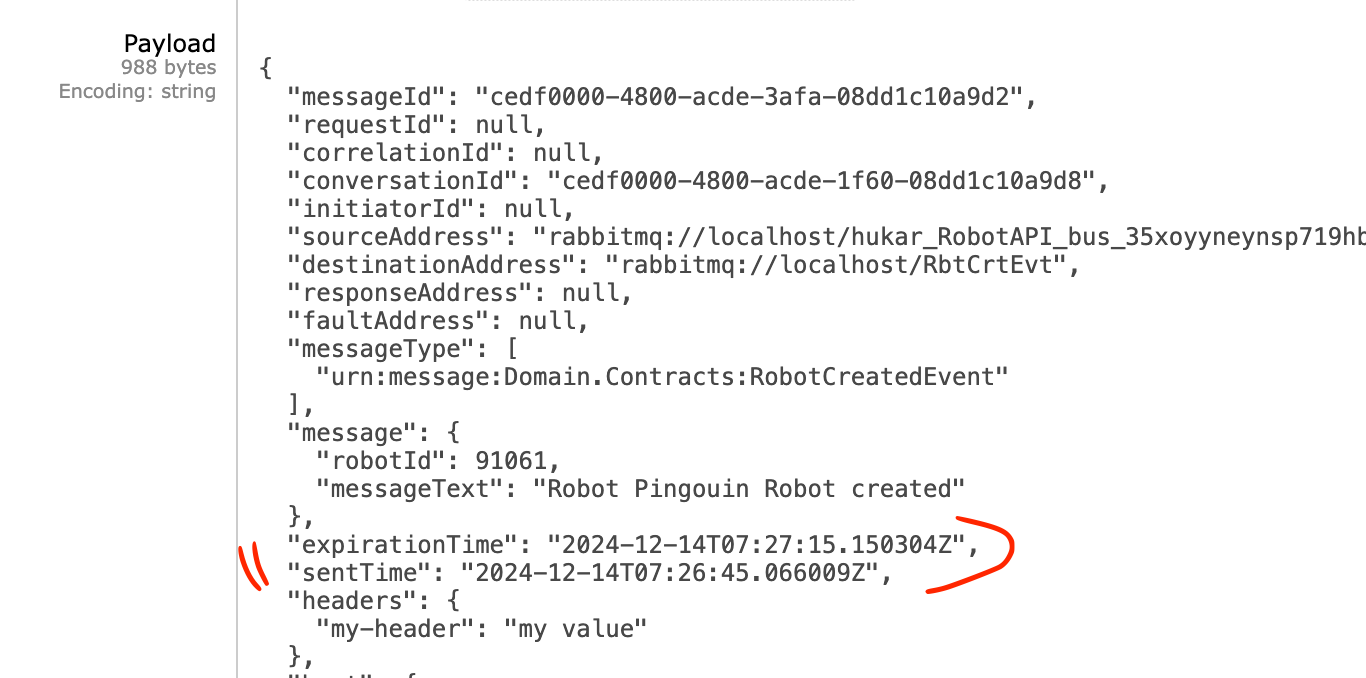 Payload
988 bytes
Encoding: string
{
"messageId": "cedf0000-4800-acde-3afa-08dd1c10a9d2",
"requestId": null,
"correlationId": null,
"conversationId": "cedf0000-4800-acde-1f60-08dd1c10a9d8",
"initiatorId": null,
"sourceAddress": "rabbitmq://localhost/hukar_RobotAPI_bus_35xoyyneynsp719hb
"destinationAddress": "rabbitmq://localhost/RbtCrtEvt",
"responseAddress": null,
"faultAddress": null,
"messageType": [
"urn:message:Domain.Contracts:RobotCreatedEvent"
],
"message": {
"robotId": 91061,
"messageText": "Robot Pingouin Robot created"
},
"expirationTime": "2024-12-14T07:27:15.150304Z",
"sentTime": "2024-12-14T07:26:45.066009Z",
"headers": {
"my-header": "my value"
},